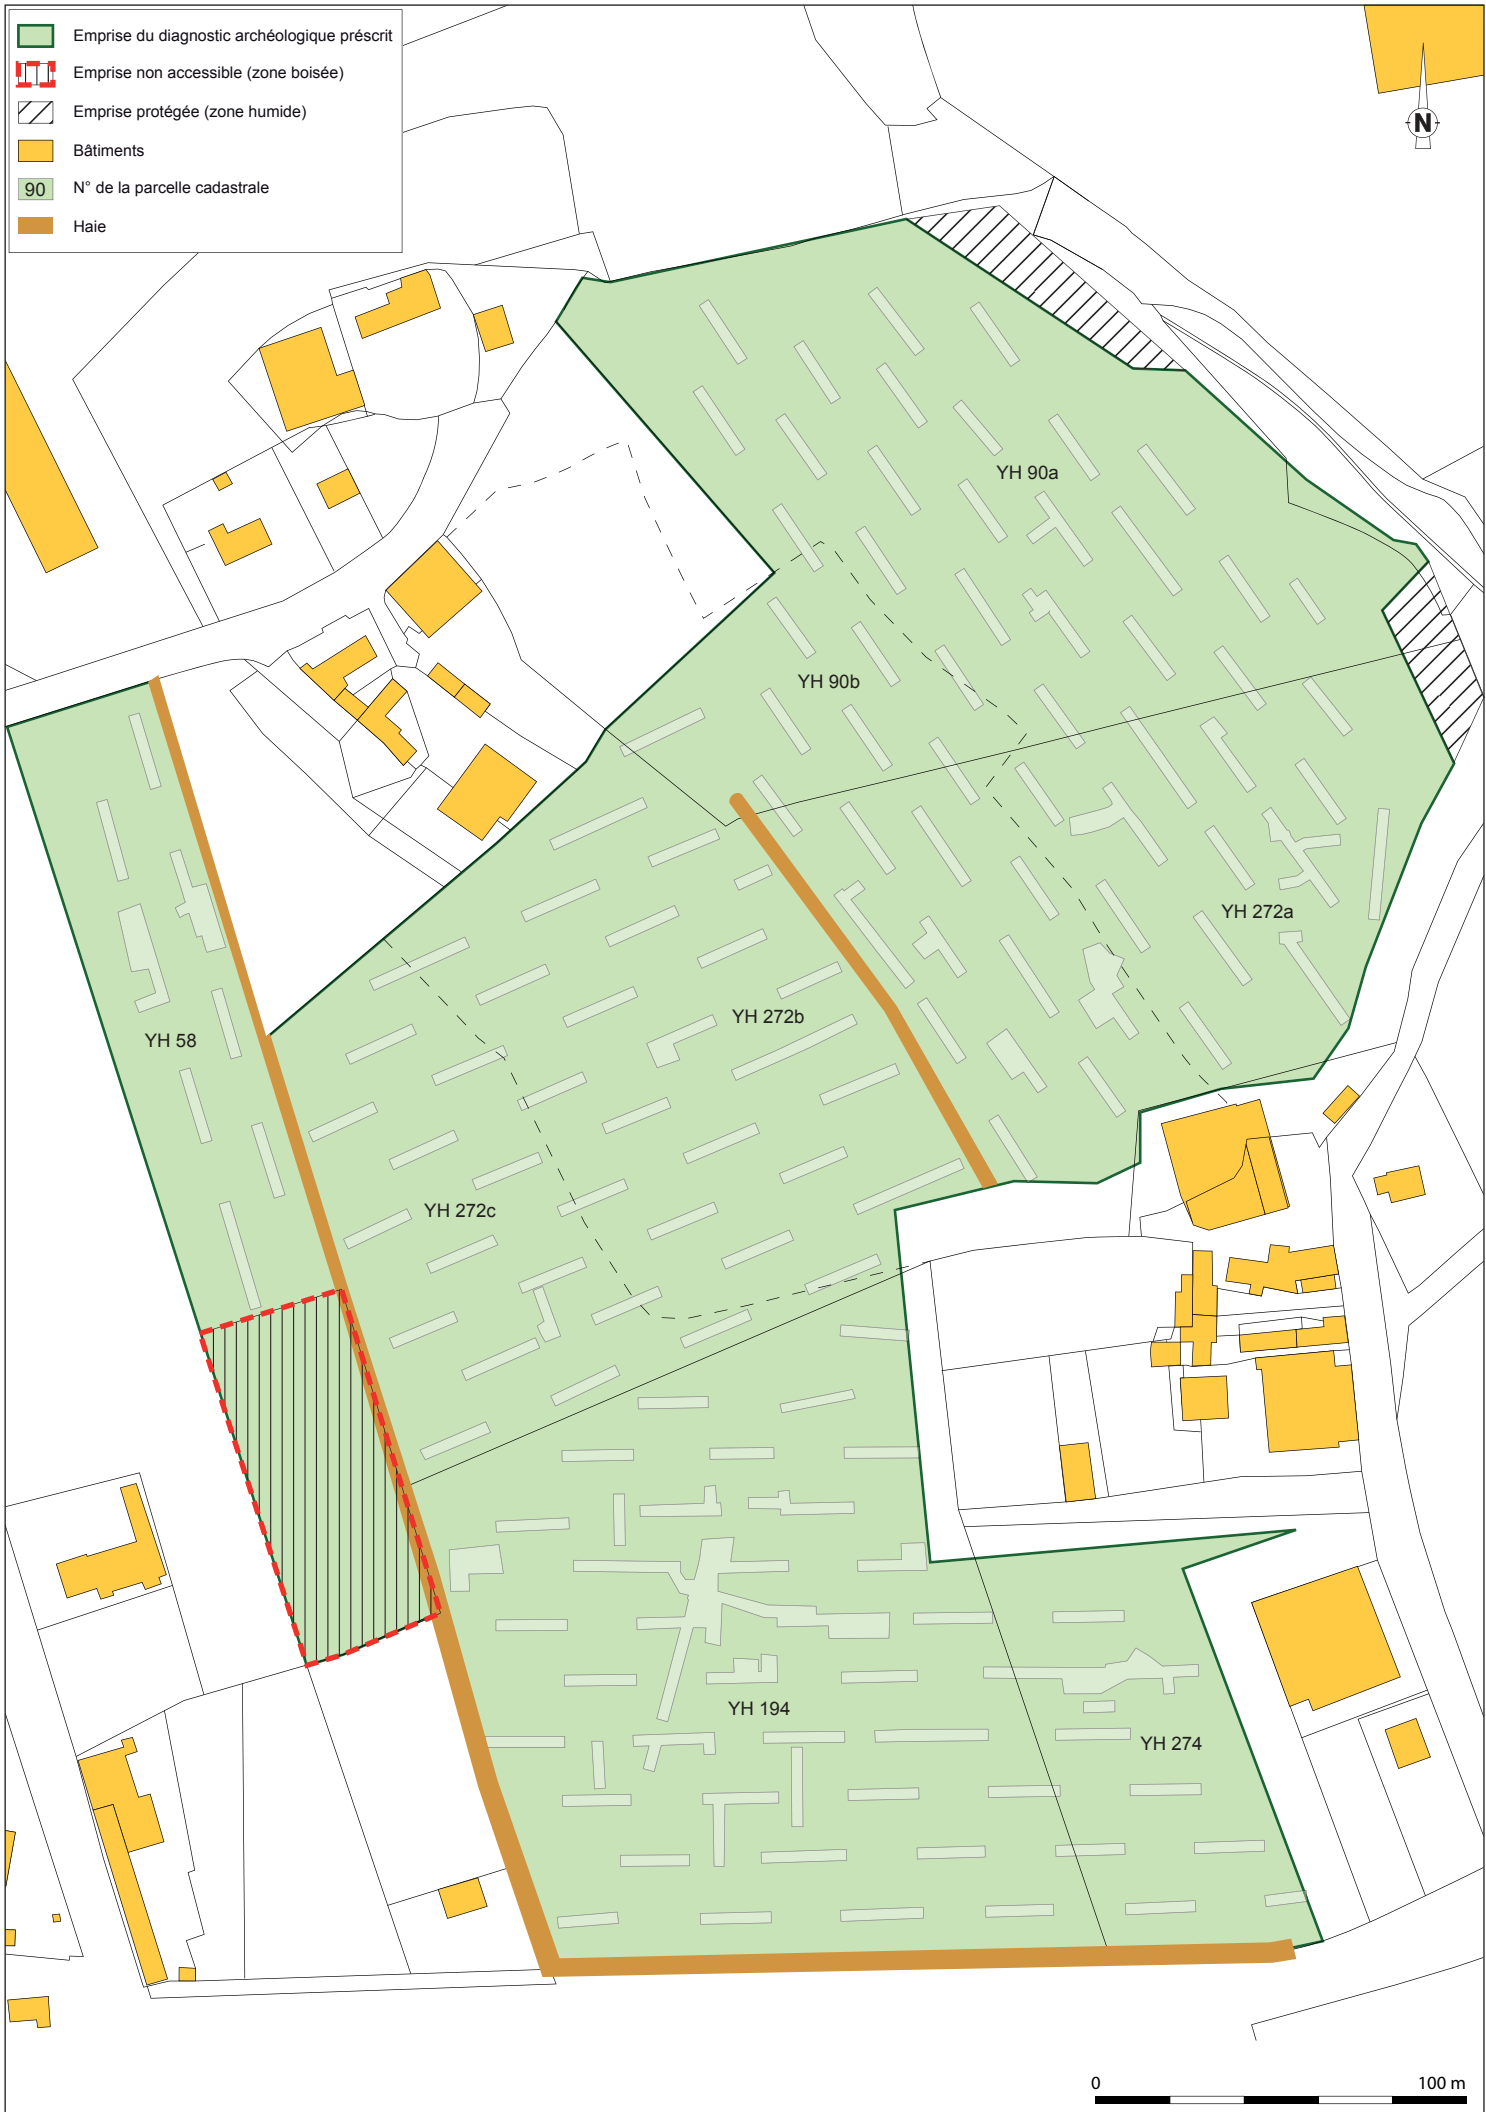 Emprise du diagnostic archéologique préscrit
Emprise non accessible (zone boisée)
Emprise protégée (zone humide)
Bâtiments
90 N° de la parcelle cadastrale
Haie
N
YH 90a
YH 90b
YH 272a
YH 272b
YH 58
YH 272c
YH 194
YH 274
0 100 m